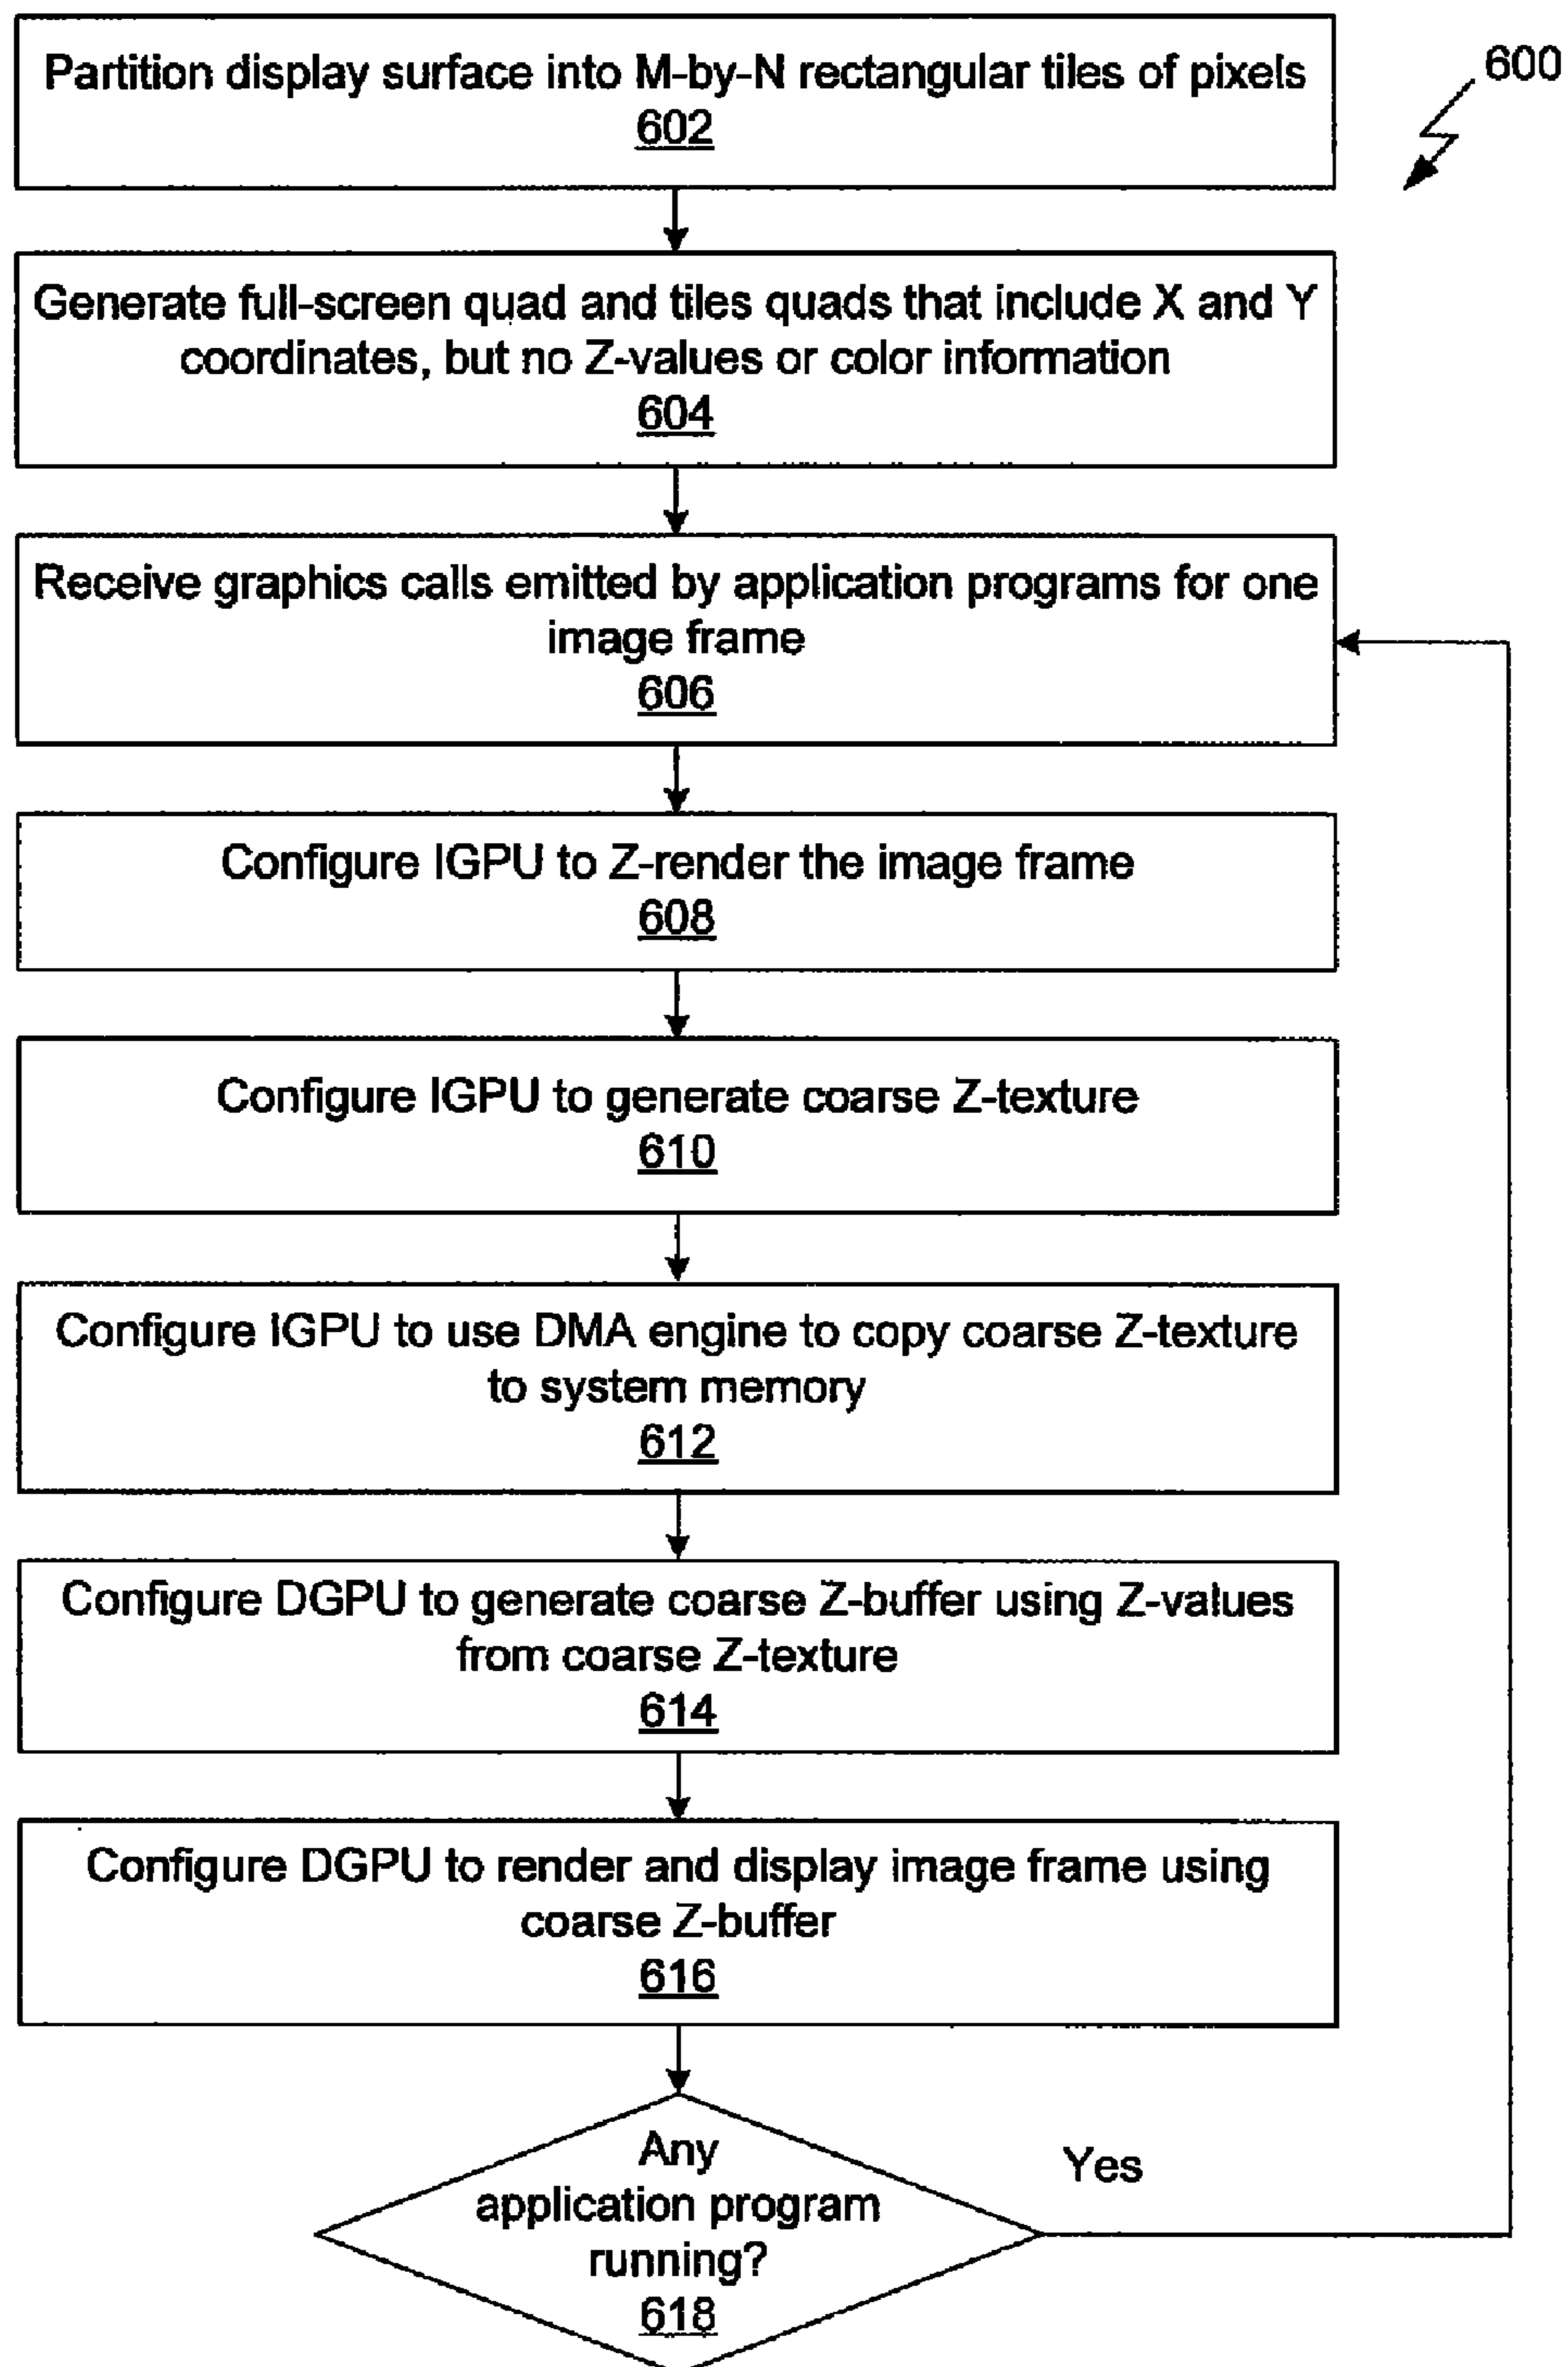 Partition display surface into M-by-N rectangular tiles of pixels
602
600
Generate full-screen quad and tiles quads that include X and Y
coordinates, but no Z-values or color information
604
Receive graphics calls emitted by application programs for one
image frame
606
Configure IGPU to Z-render the image frame
608
Configure IGPU to generate coarse Z-texture
610
Configure IGPU to use DMA engine to copy coarse Z-texture
to system memory
612
Configure DGPU to generate coarse Z-buffer using Z-values
from coarse Z-texture
614
Configure DGPU to render and display image frame using
coarse Z-buffer
616
Any
application program
running?
618
Yes